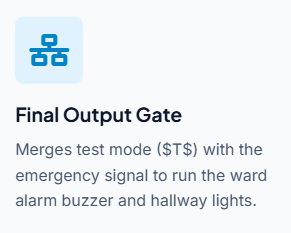 Final Output Gate
Merges test mode ($T$) with the
emergency signal to run the ward
alarm buzzer and hallway lights.